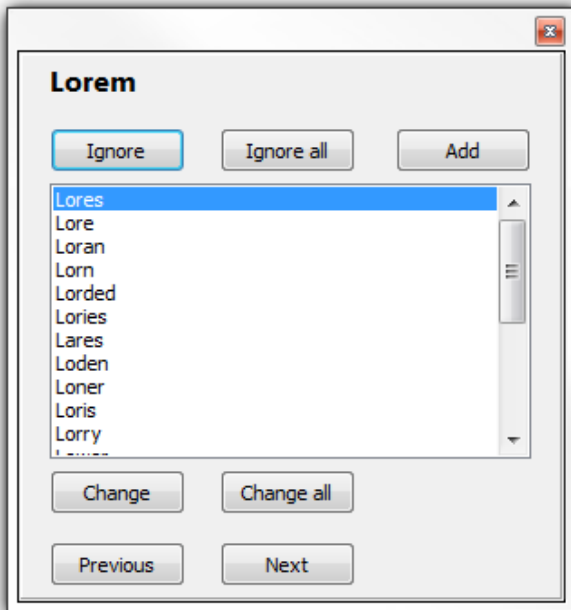 Lorem
Ignore Ignore all Add
Lores
Lore
Loran
Lorn
Lorded
Lories
Lares
Loden
Loner
Loris
Lorry
Change Change all
Previous Next